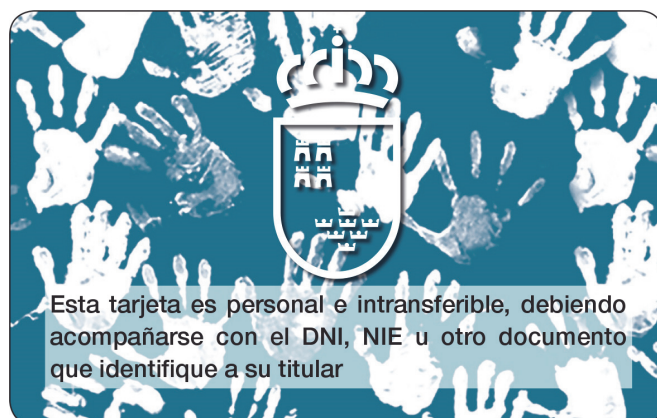 Esta tarjeta es personal e intransferible, debiendo
acompañarse con el DNI, NIE u otro documento
que identifique a su titular